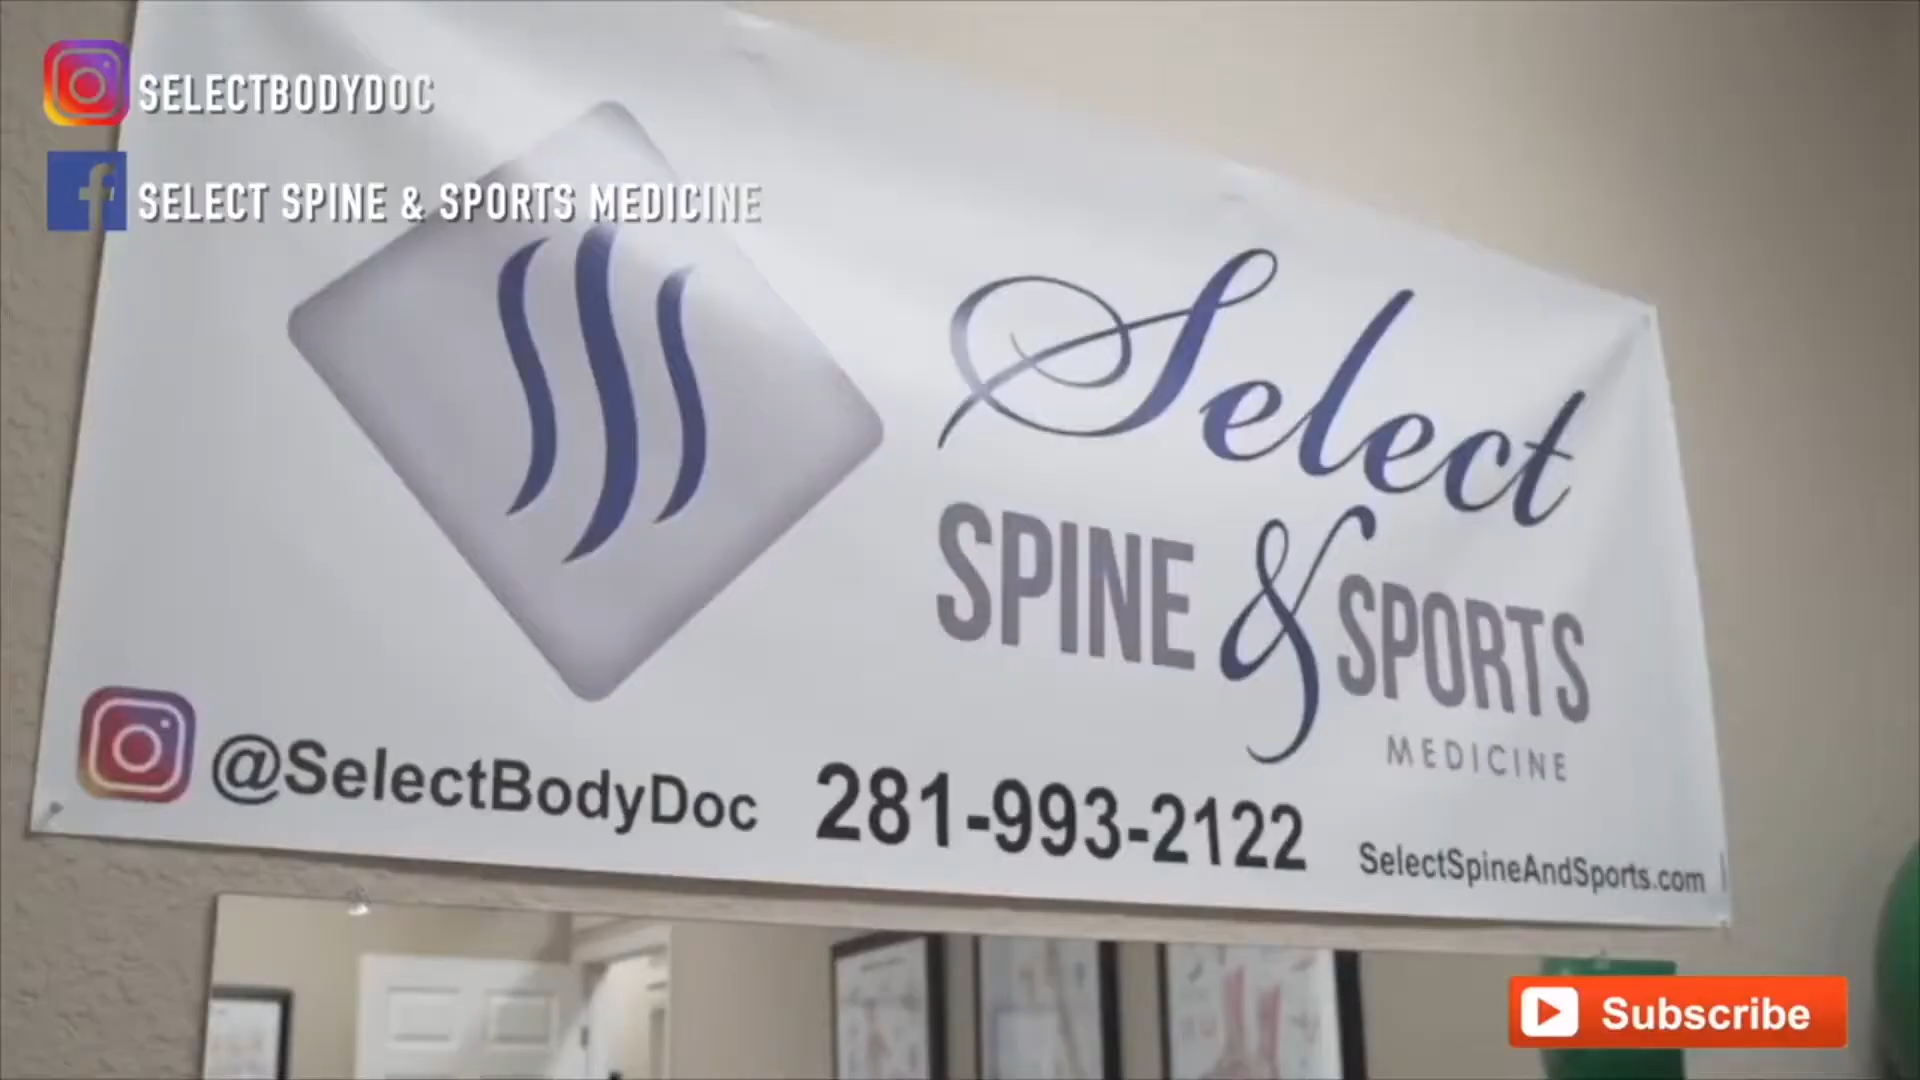 SELECTBODYDOC
SELECT SPINE & SPORTS MEDICINE
Select
SPINE & SPORTS
MEDICINE
@SelectBodyDoc 281-993-2122 SelectSpineAndSports.com
Subscribe